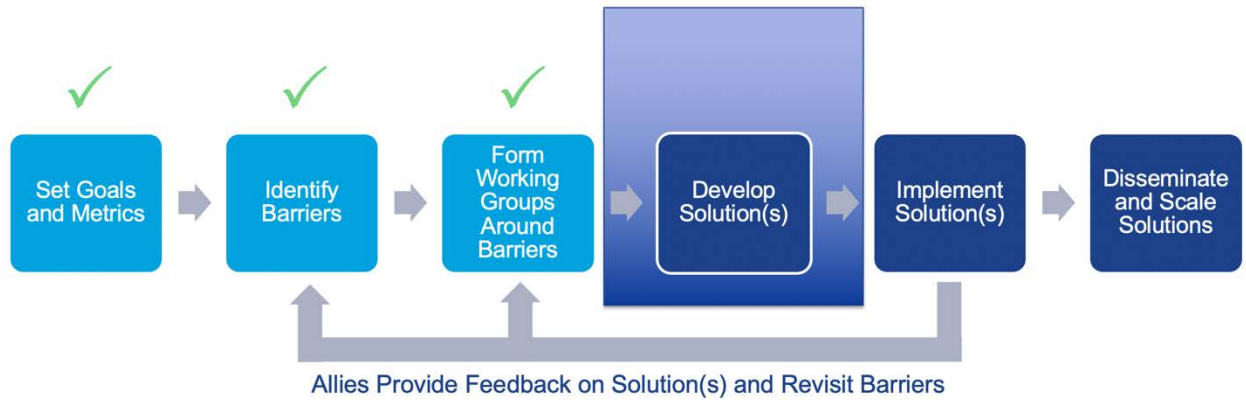 Set Goals
and Metrics
Identify
Barriers
Form
Working
Groups
Around
Barriers
Develop
Solution(s)
Implement
Solution(s)
Disseminate
and Scale
Solutions
Allies Provide Feedback on Solution(s) and Revisit Barriers